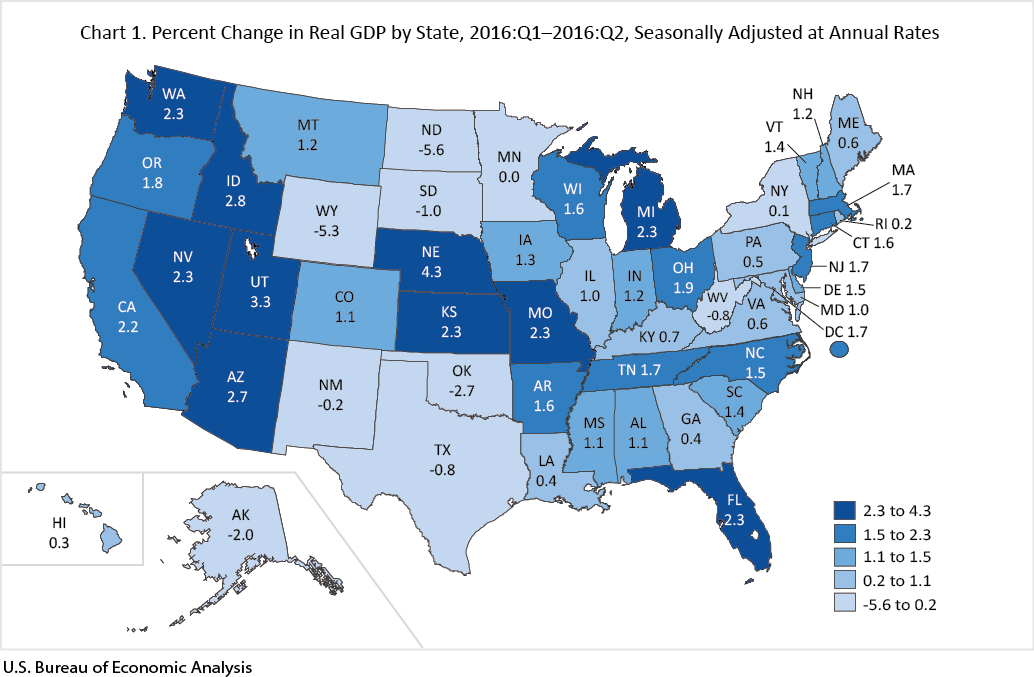 Chart 1. Percent Change in Real GDP by State, 2016:Q1–2016:Q2, Seasonally Adjusted at Annual Rates
WA
2.3
OR
1.8
CA
2.2
ID
2.8
NV
2.3
UT
3.3
AZ
2.7
MT
1.2
WY
-5.3
CO
1.1
NM
-0.2
ND
-5.6
SD
-1.0
NE
4.3
KS
2.3
OK
-2.7
TX
-0.8
MN
0.0
IA
1.3
MO
2.3
AR
1.6
LA
0.4
WI
1.6
IL
1.0
MI
2.3
IN
1.2
OH
1.9
KY 0.7
TN 1.7
MS
1.1
AL
1.1
GA
0.4
FL
2.3
SC
1.4
NC
1.5
VA
0.6
WV
-0.8
PA
0.5
NY
0.1
VT
1.4
NH
1.2
ME
0.6
MA
1.7
RI 0.2
CT 1.6
NJ 1.7
DE 1.5
MD 1.0
DC 1.7
HI
0.3
AK
-2.0
2.3 to 4.3
1.5 to 2.3
1.1 to 1.5
0.2 to 1.1
-5.6 to 0.2
U.S. Bureau of Economic Analysis